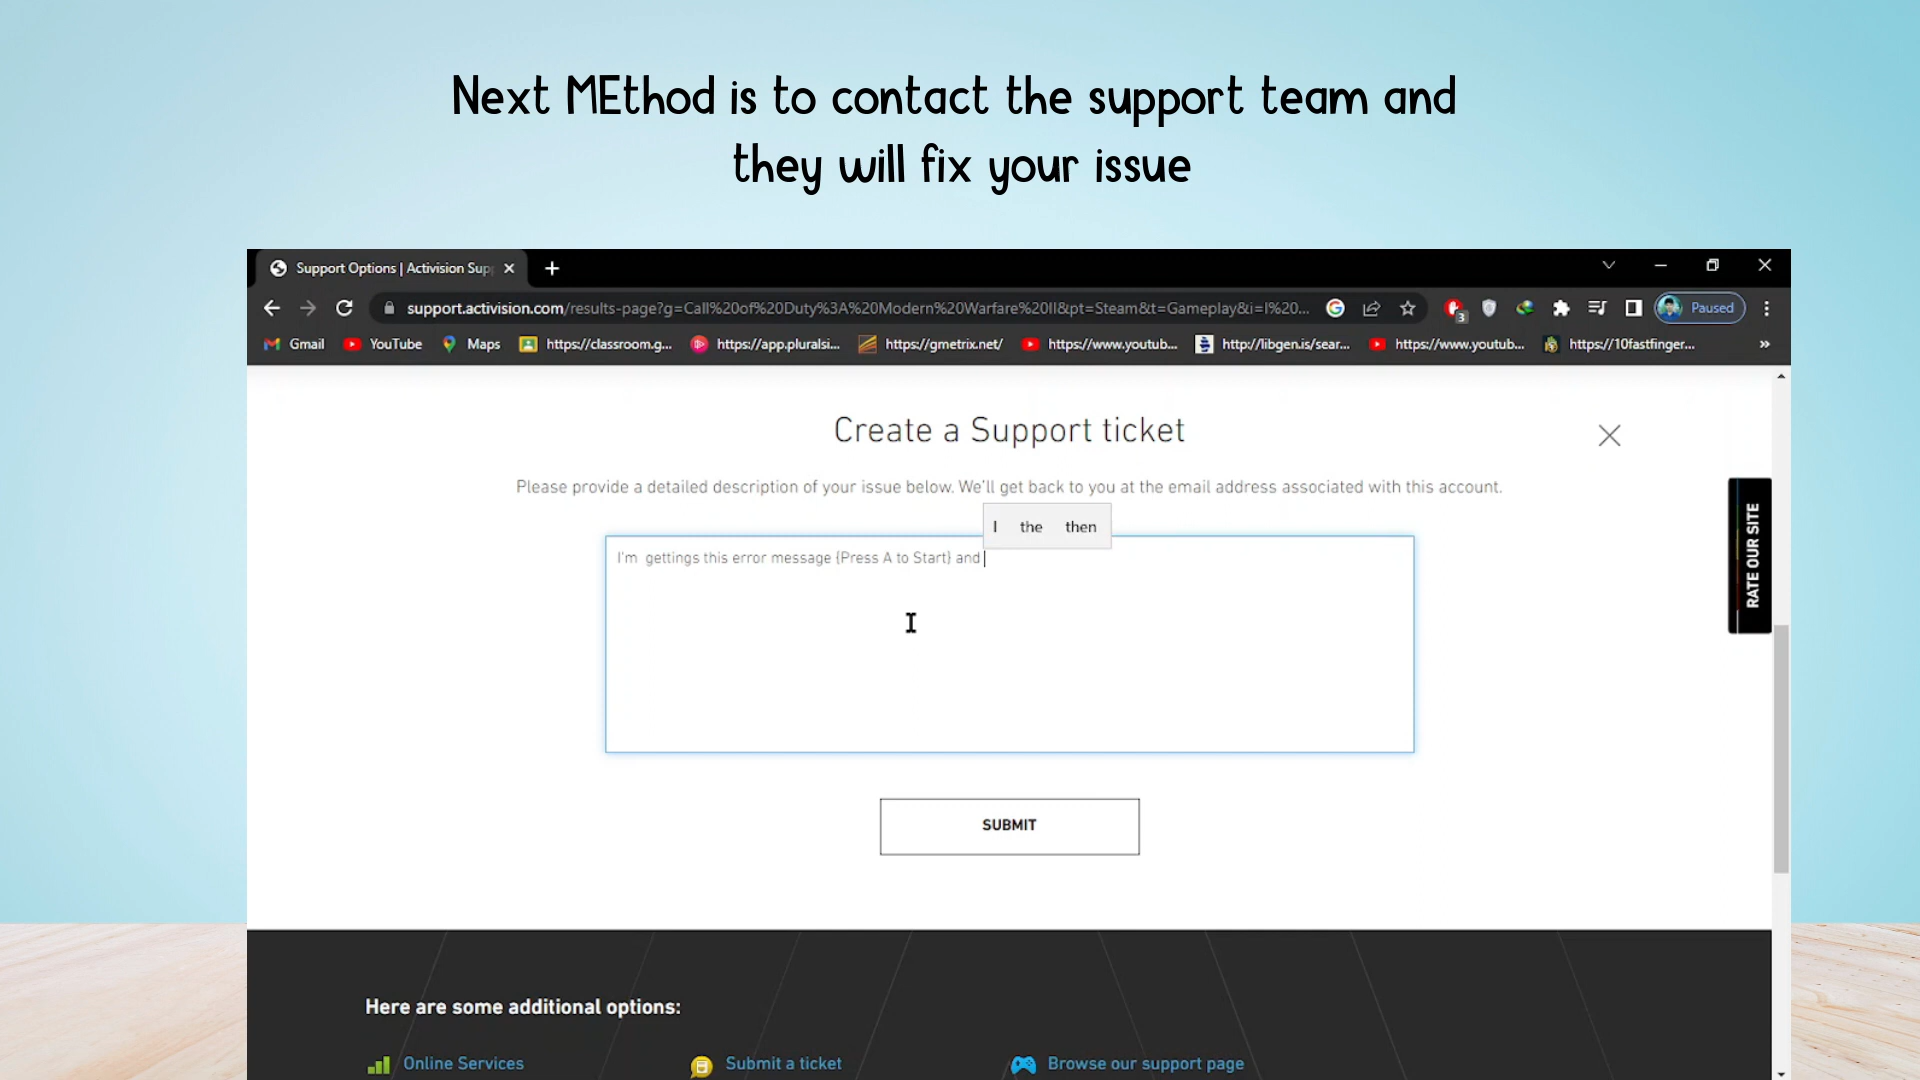 Next MEthod is to contact the support team and
they will fix your issue
Support Options | Activision Sup
support.activision.com/results-page?g=Call%20of%20Duty%3A%20Modern%20Warfare%20II&pt=Steam&t=Gameplay&i=I%20...
3
Paused
Gmail YouTube Maps https://classroom.g... https://app.pluralsi... https://gmetrix.net/ https://www.youtub... http://libgen.is/sear... https://www.youtub... https://10fastfinger... »
Create a Support ticket
Please provide a detailed description of your issue below. We'll get back to you at the email address associated with this account.
I the then
I'm gettings this error message {Press A to Start} and
RATE OUR SITE
SUBMIT
Here are some additional options:
Online Services Submit a ticket Browse our support page